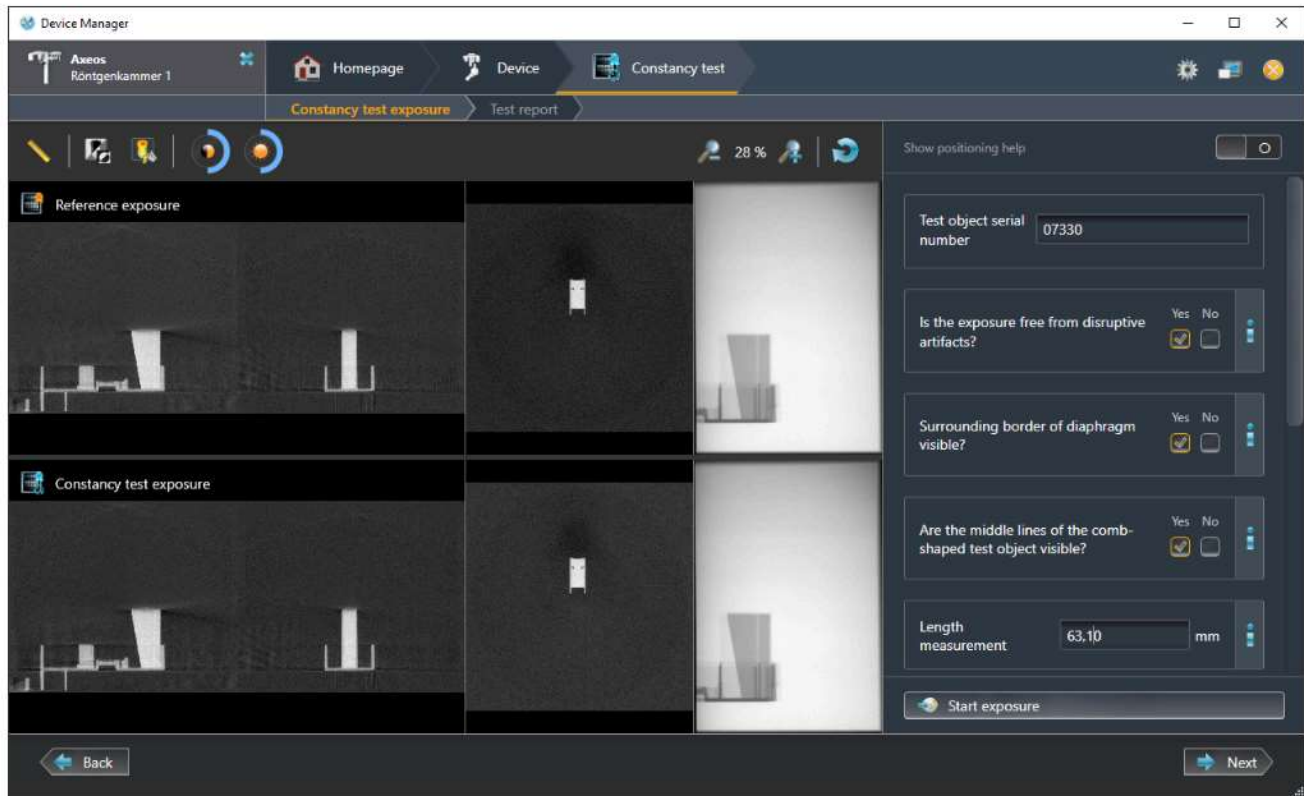 Device Manager
Axeos
Röntgenkammer 1
Homepage
Device
Constancy test
Constancy test exposure
Test report
28 %
Show positioning help
Reference exposure
Test object serial
number
07330
Is the exposure free from disruptive
artifacts?
Yes No
Surrounding border of diaphragm
visible?
Yes No
Constancy test exposure
Are the middle lines of the comb-
shaped test object visible?
Yes No
Length
measurement
63,10
mm
Start exposure
Back
Next